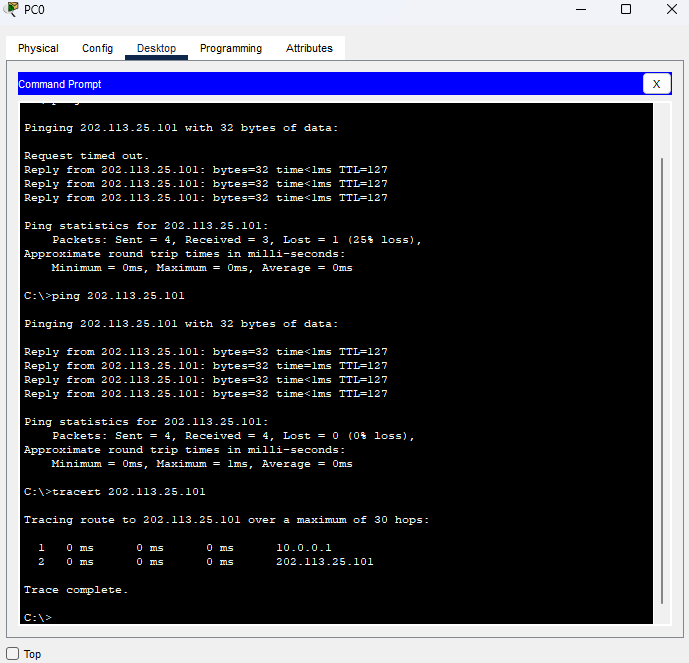 PC0
Physical Config Desktop Programming Attributes
Command Prompt X
Pinging 202.113.25.101 with 32 bytes of data:
Request timed out.
Reply from 202.113.25.101: bytes=32 time<1ms TTL=127
Reply from 202.113.25.101: bytes=32 time<1ms TTL=127
Reply from 202.113.25.101: bytes=32 time<1ms TTL=127
Ping statistics for 202.113.25.101:
Packets: Sent = 4, Received = 3, Lost = 1 (25% loss),
Approximate round trip times in milli-seconds:
Minimum = 0ms, Maximum = 0ms, Average = 0ms
C:\>ping 202.113.25.101
Pinging 202.113.25.101 with 32 bytes of data:
Reply from 202.113.25.101: bytes=32 time<1ms TTL=127
Reply from 202.113.25.101: bytes=32 time=1ms TTL=127
Reply from 202.113.25.101: bytes=32 time<1ms TTL=127
Reply from 202.113.25.101: bytes=32 time<1ms TTL=127
Ping statistics for 202.113.25.101:
Packets: Sent = 4, Received = 4, Lost = 0 (0% loss),
Approximate round trip times in milli-seconds:
Minimum = 0ms, Maximum = 1ms, Average = 0ms
C:\>tracert 202.113.25.101
Tracing route to 202.113.25.101 over a maximum of 30 hops:
1 0 ms 0 ms 0 ms 10.0.0.1
2 0 ms 0 ms 0 ms 202.113.25.101
Trace complete.
C:\>
Top